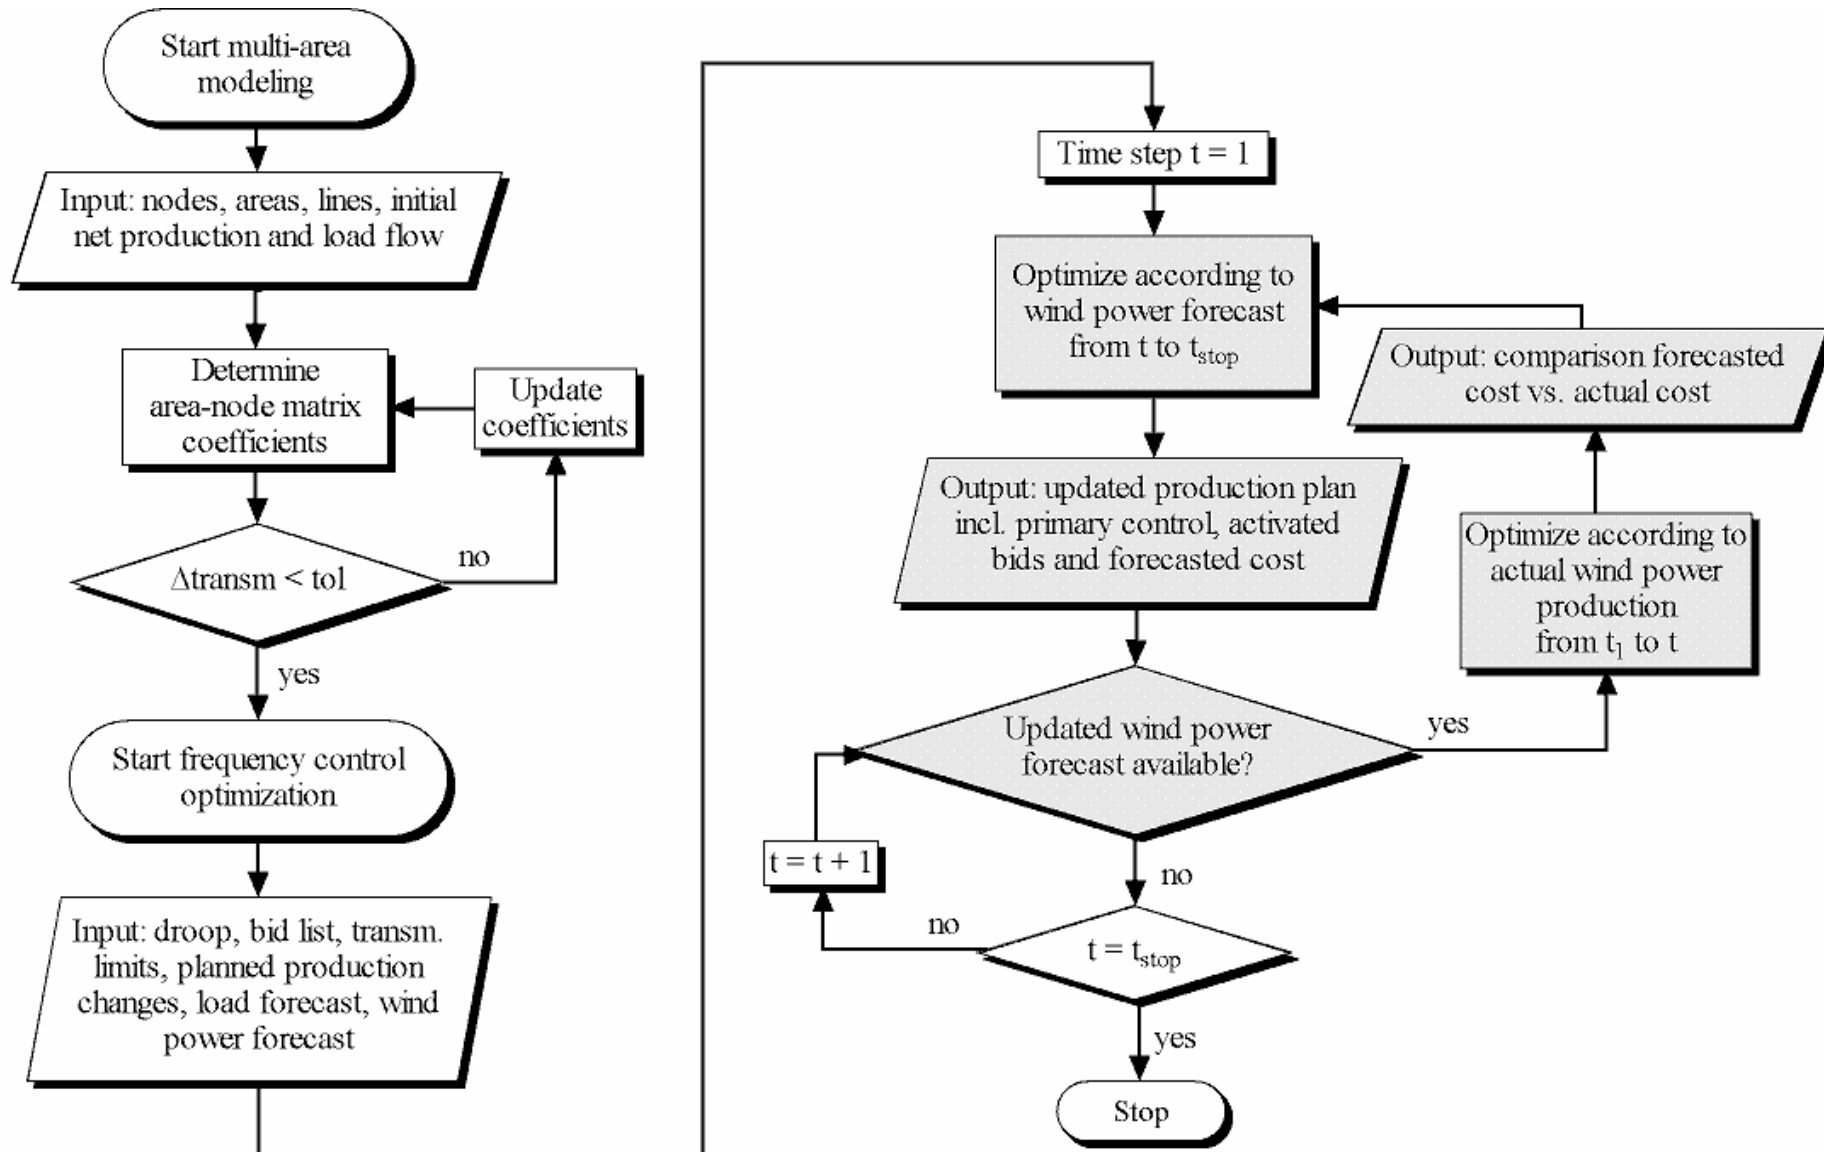 Start multi-area
modeling
Input: nodes, areas, lines, initial
net production and load flow
Determine
area-node matrix
coefficients
Update
coefficients
Δtransm < tol
no
yes
Start frequency control
optimization
Input: droop, bid list, transm.
limits, planned production
changes, load forecast, wind
power forecast
Time step t = 1
Optimize according to
wind power forecast
from t to tstop
Output: comparison forecasted
cost vs. actual cost
Output: updated production plan
incl. primary control, activated
bids and forecasted cost
Optimize according to
actual wind power
production
from t1 to t
Updated wind power
forecast available?
yes
t = t + 1
no
no
t = tstop
yes
Stop